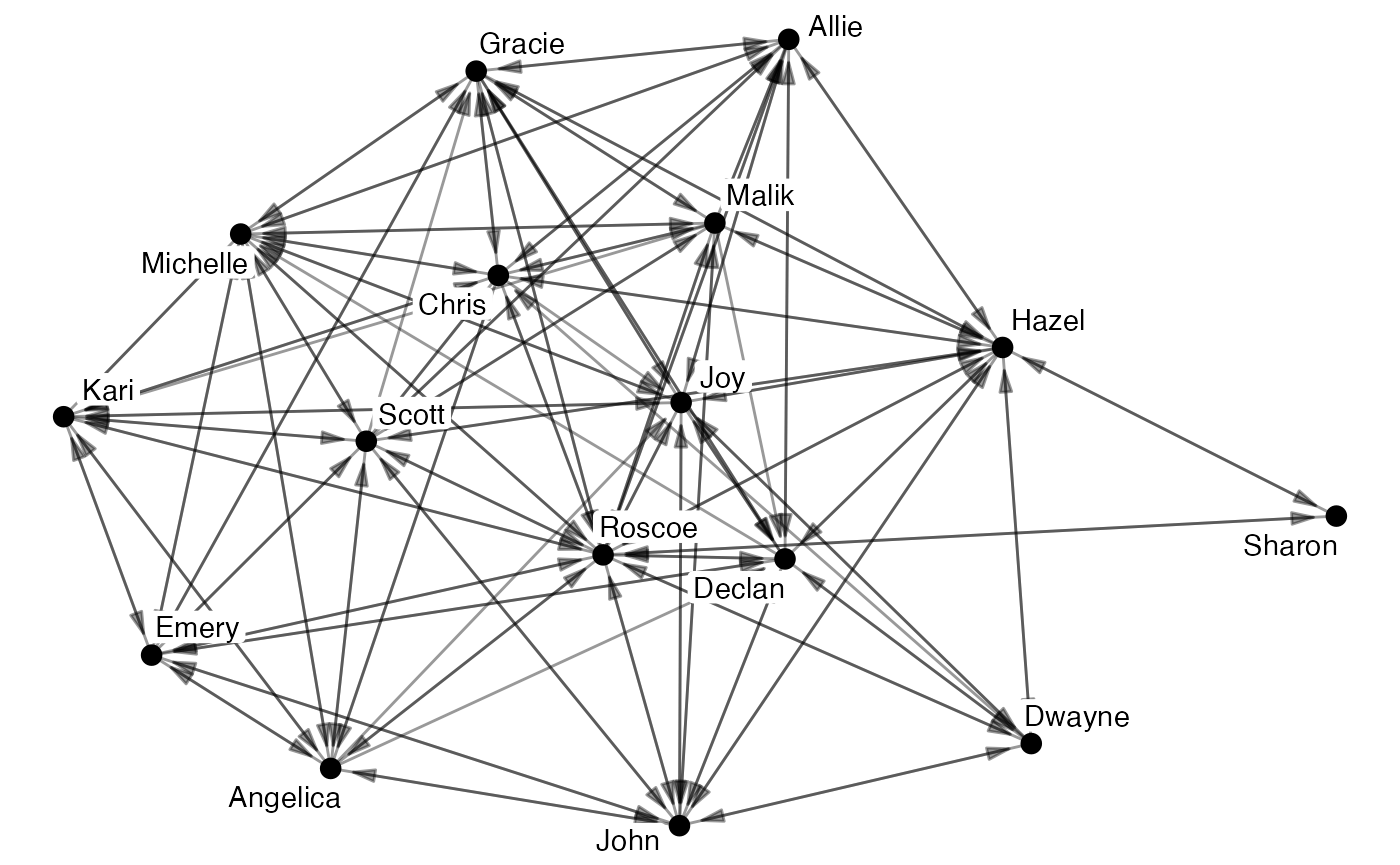 Allie
Gracie
Malik
Michelle
Chris
Hazel
Joy
Kari
Scott
Roscoe
Sharon
Declan
Emery
Dwayne
Angelica
John